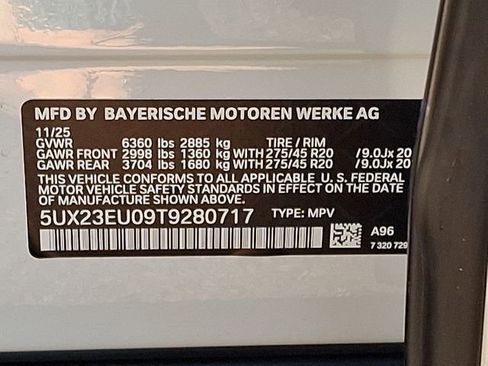 MFD BY BAYERISCHE MOTOREN WERKE AG
11/25
GVWR 6360 lbs 2885 kg TIRE / RIM
GAWR FRONT 2998 lbs 1360 kg WITH 275/45 R20 /9.0Jx 20
GAWR REAR 3704 lbs 1680 kg WITH 275/45 R20 /9.0Jx 20
THIS VEHICLE CONFORMS TO ALL APPLICABLE U. S. FEDERAL
MOTOR VEHICLE SAFETY STANDARDS IN EFFECT ON THE DATE OF
MANUFACTURE SHOWN ABOVE.
5UX23EU09T9280717 TYPE: MPV
A96
7 320 729